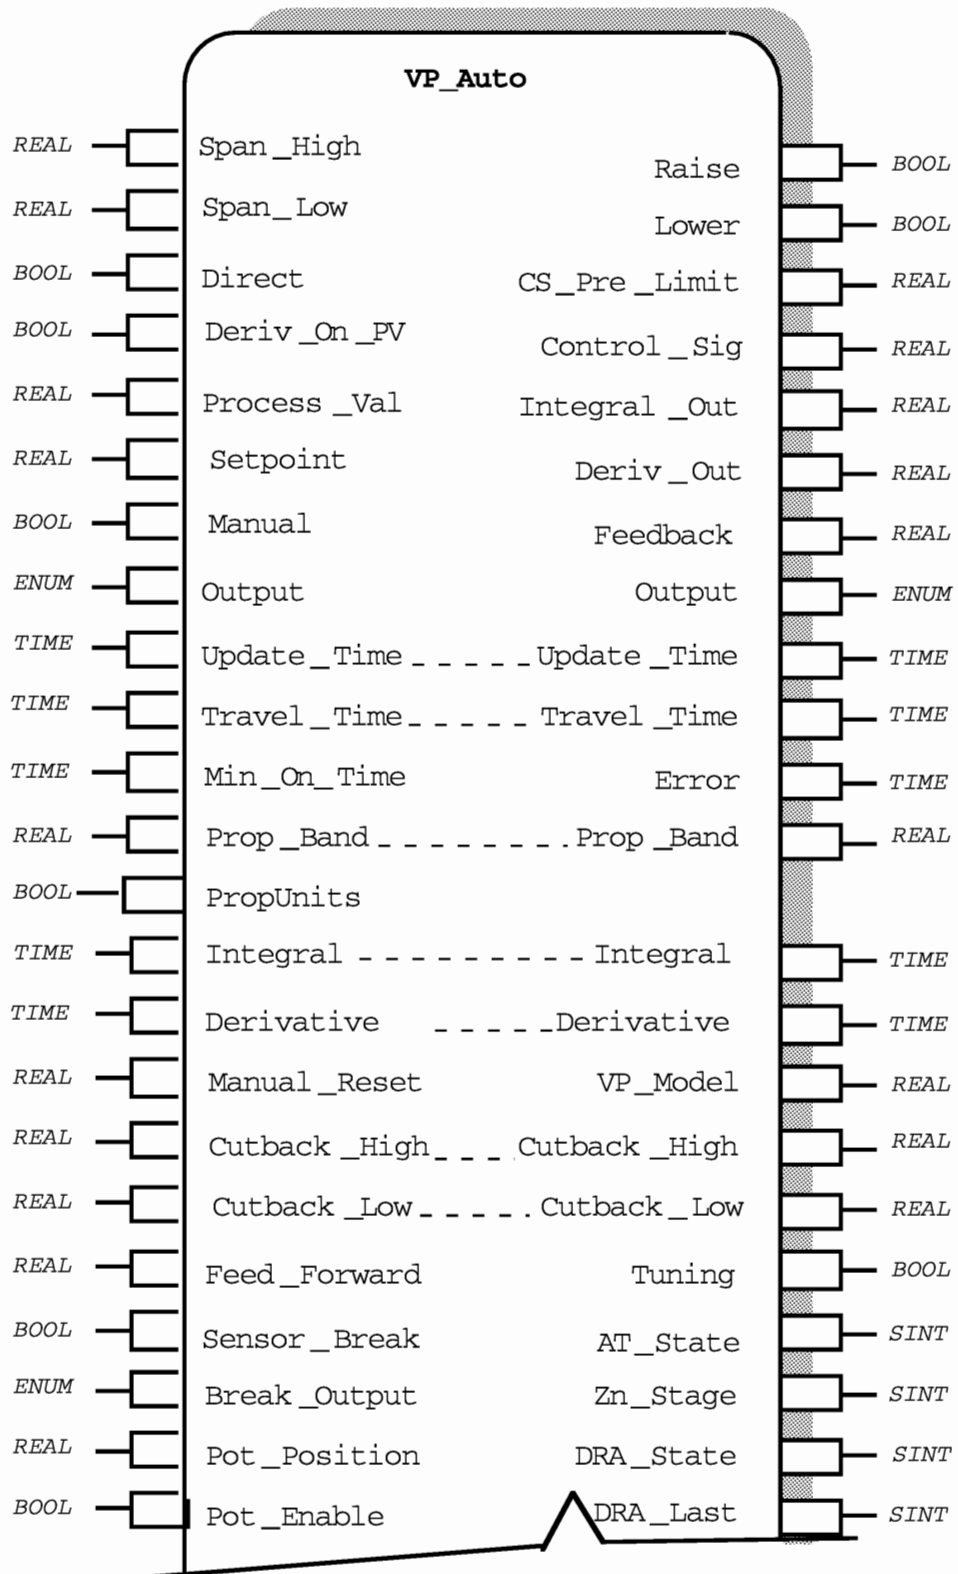 VP_Auto
REAL Span_High
Raise BOOL
REAL Span_Low
Lower BOOL
BOOL Direct CS_Pre_Limit REAL
BOOL Deriv_On_PV
Control_Sig REAL
REAL Process_Val Integral_Out REAL
REAL Setpoint Deriv_Out REAL
BOOL Manual Feedback REAL
ENUM Output Output ENUM
TIME Update_Time Update_Time TIME
TIME Travel_Time Travel_Time TIME
TIME Min_On_Time Error TIME
REAL Prop_Band Prop_Band REAL
BOOL PropUnits
TIME Integral Integral TIME
TIME Derivative Derivative TIME
REAL Manual_Reset VP_Model REAL
REAL Cutback_High Cutback_High REAL
REAL Cutback_Low Cutback_Low REAL
REAL Feed_Forward Tuning BOOL
BOOL Sensor_Break AT_State SINT
ENUM Break_Output Zn_Stage SINT
REAL Pot_Position DRA_State SINT
BOOL Pot_Enable DRA_Last SINT